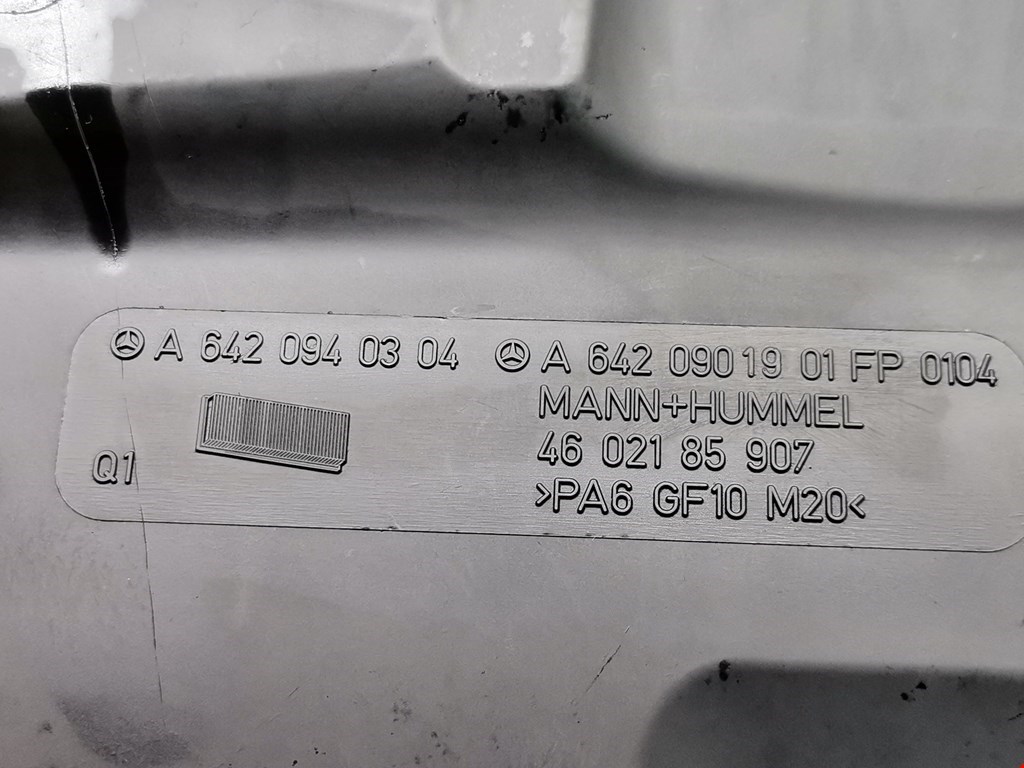 A 642 094 03 04
Q1
A 642 090 19 01 FP 0104
MANN+HUMMEL
46 021 85 907
>PA6 GF10 M20<